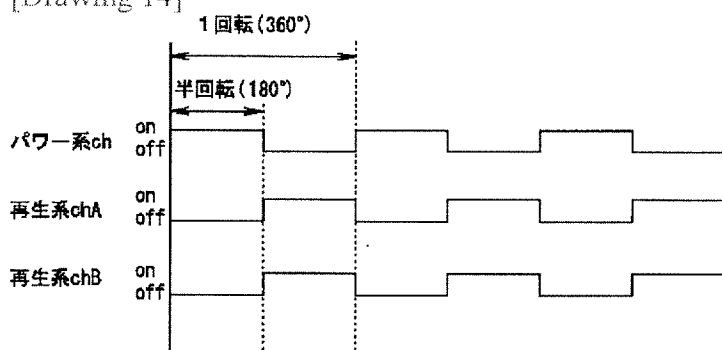 [Drawing 14]
1回転(360°)
半回転(180°)
パワー系ch
on
off
再生系chA
on
off
再生系chB
on
off